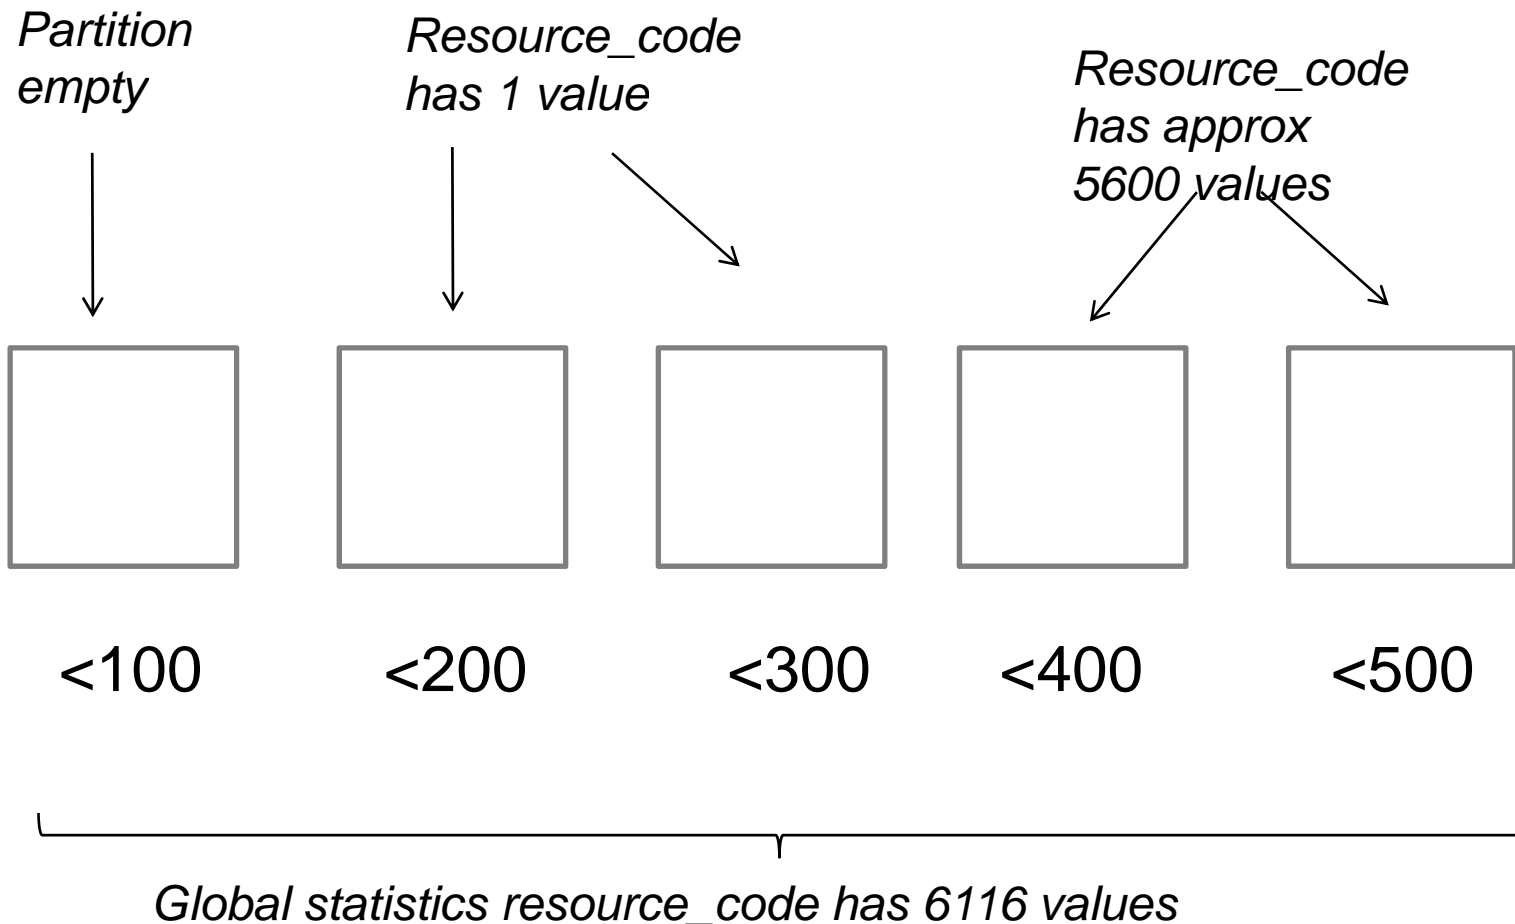 Partition
empty
Resource_code
has 1 value
Resource_code
has approx
5600 values
<100
<200
<300
<400
<500
Global statistics resource_code has 6116 values